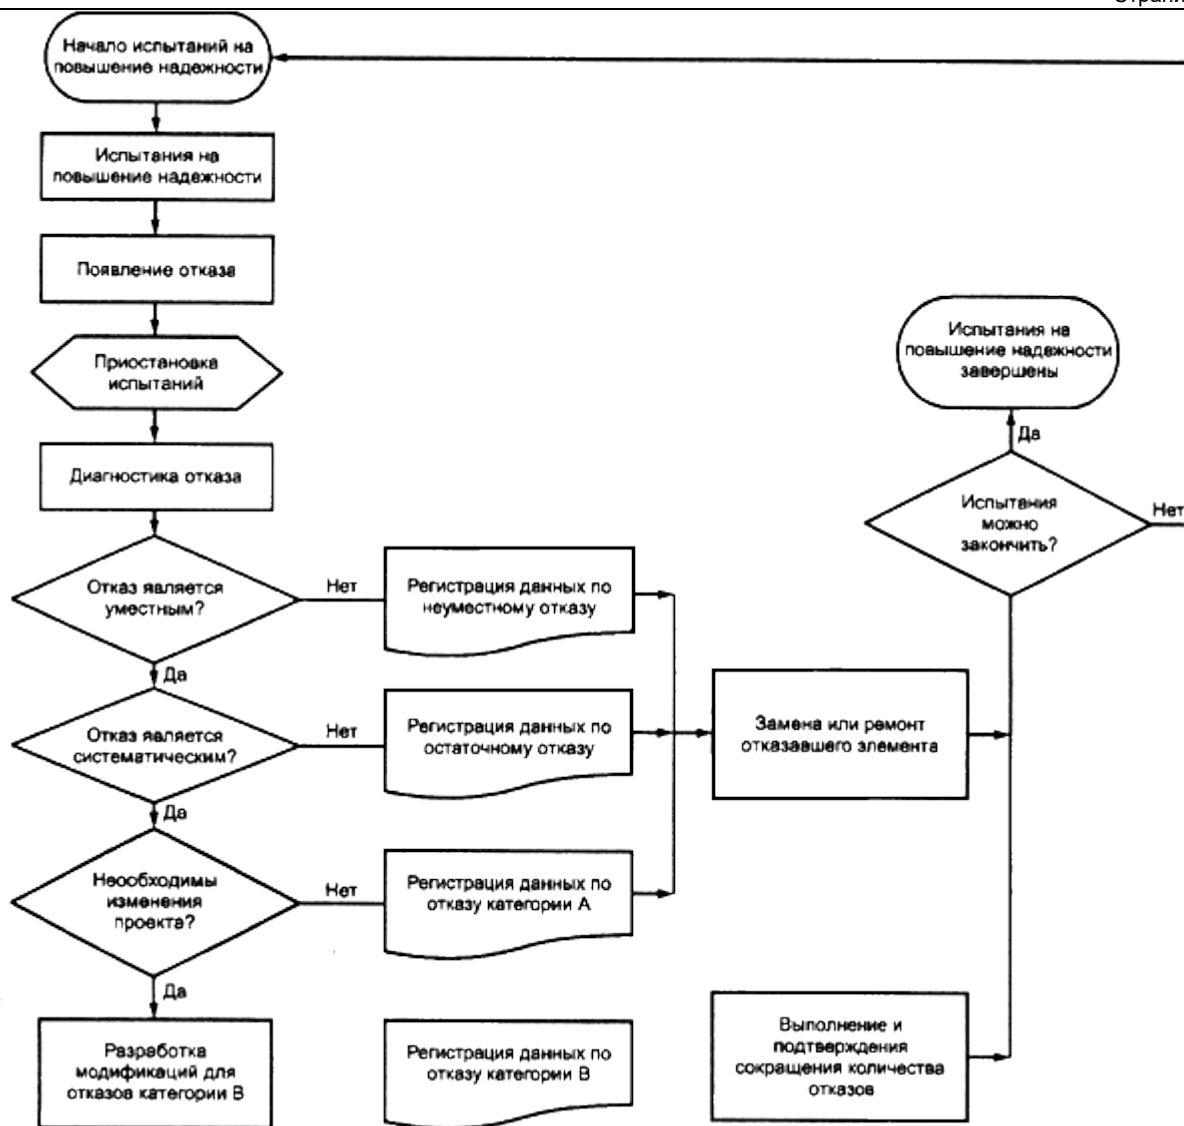 Начало испытаний на
повышение надежности
Испытания на
повышение надежности
Появление отказа
Приостановка
испытаний
Диагностика отказа
Отказ является
уместным?
Нет
Регистрация данных по
неуместному отказу
Да
Отказ является
систематическим?
Нет
Регистрация данных по
остаточному отказу
Да
Необходимы
изменения
проекта?
Нет
Регистрация данных по
отказу категории А
Да
Разработка
модификаций для
отказов категории В
Регистрация данных по
отказу категории В
Замена или ремонт
отказавшего элемента
Выполнение и
подтверждения
сокращения количества
отказов
Испытания на
повышение надежности
завершены
Да
Испытания
можно
закончить?
Нет